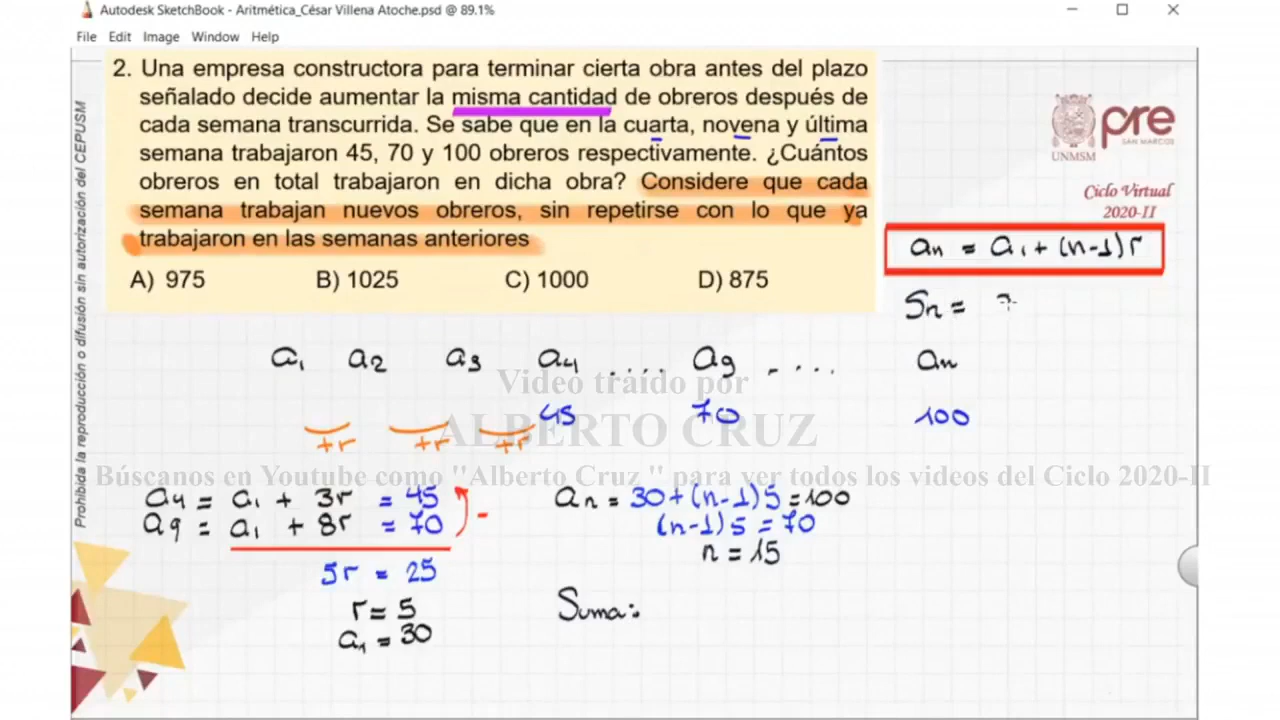 Autodesk SketchBook - Aritmética_César Villena Atoche.psd @ 89.1%
File Edit Image Window Help
2. Una empresa constructora para terminar cierta obra antes del plazo
señalado decide aumentar la misma cantidad de obreros después de
cada semana transcurrida. Se sabe que en la cuarta, novena y última
semana trabajaron 45, 70 y 100 obreros respectivamente. ¿Cuántos
obreros en total trabajaron en dicha obra? Considere que cada
semana trabajan nuevos obreros, sin repetirse con lo que ya
trabajaron en las semanas anteriores
A) 975 B) 1025 C) 1000 D) 875
Prohibida la reproducción o difusión sin autorización del CEPUSM
UNMSM
pre
SAN MARCOS
Ciclo Virtual
2020-II
an = a1 + (n-1) r
Sn =
a1 a2 a3 a4 .... a9 .... an
Video traído por
45 70 100
ALBERTO CRUZ
+r +r +r
Búscanos en Youtube como "Alberto Cruz " para ver todos los videos del Ciclo 2020-II
a4 = a1 + 3r = 45
a9 = a1 + 8r = 70
-
5r = 25
r = 5
a1 = 30
an = 30 + (n-1) 5 = 100
(n-1) 5 = 70
n = 15
Suma: